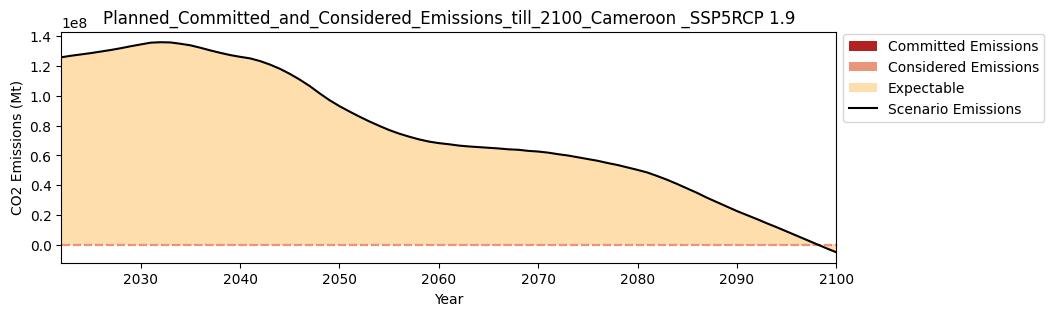 Planned_Committed_and_Considered_Emissions_till_2100_Cameroon _SSP5RCP 1.9
1e8
1.4
1.2
1.0
0.8
0.6
0.4
0.2
0.0
CO2 Emissions (Mt)
2030
2040
2050
2060
2070
2080
2090
2100
Year
Committed Emissions
Considered Emissions
Expectable
Scenario Emissions